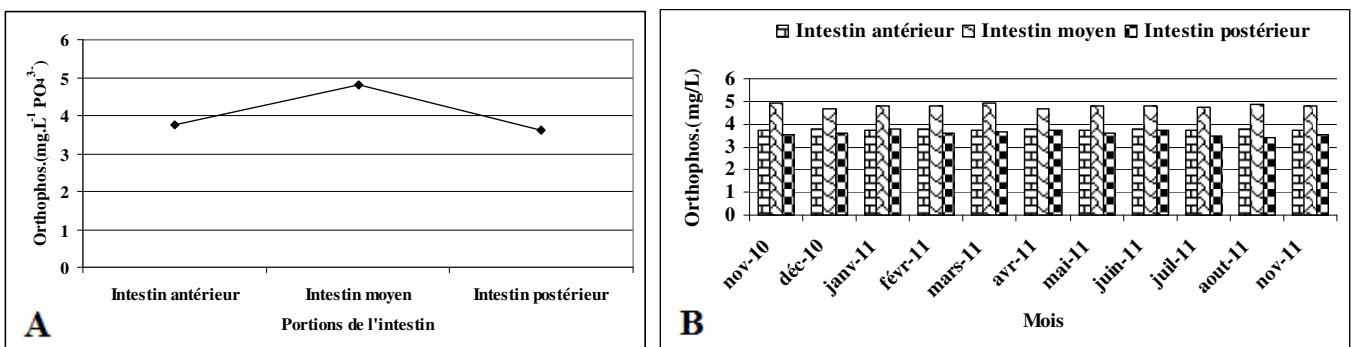 6
5
4
3
2
1
0
Orthophos.(mg.L-1 PO43-)
Intestin antérieur
Intestin moyen
Intestin postérieur
Portions de l'intestin
A
Intestin antérieur
Intestin moyen
Intestin postérieur
6
5
4
3
2
1
0
Orthophos.(mg/L)
nov-10
déc-10
janv-11
févr-11
mars-11
avr-11
mai-11
juin-11
juil-11
aout-11
nov-11
Mois
B